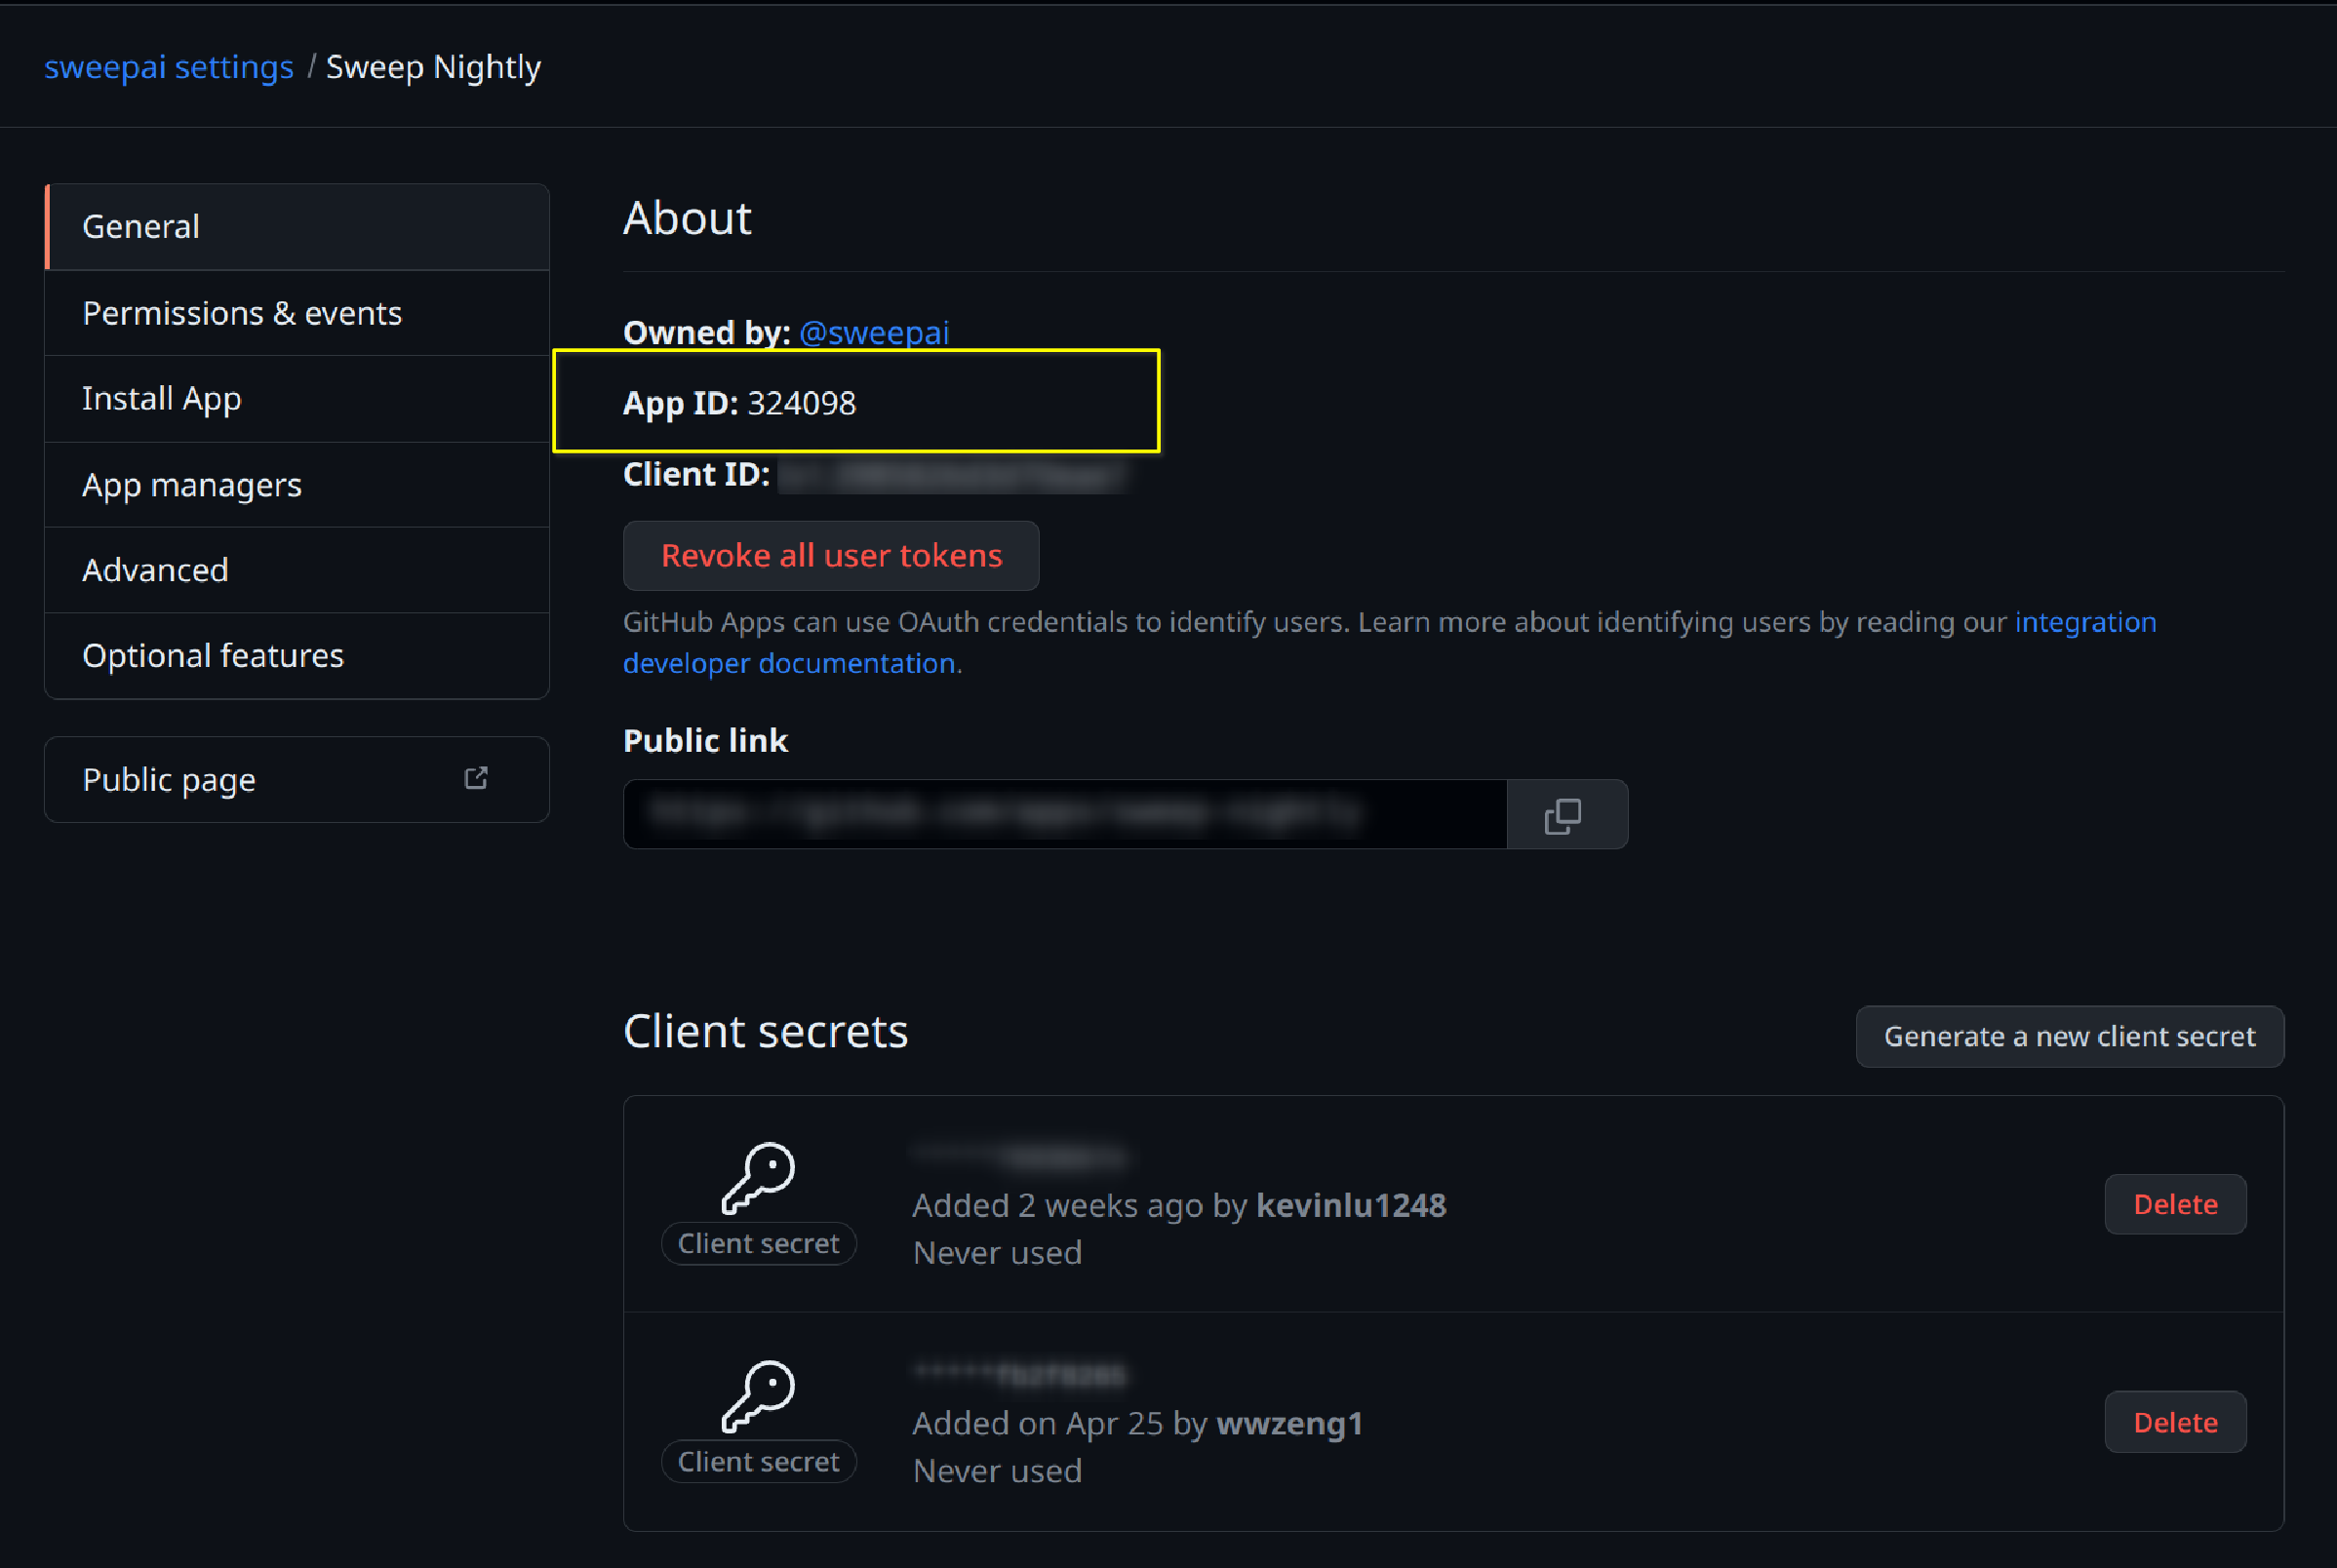 sweepai settings / Sweep Nightly
General
Permissions & events
Install App
App managers
Advanced
Optional features
Public page
About
Owned by: @sweepai
App ID: 324098
Client ID:
Revoke all user tokens
GitHub Apps can use OAuth credentials to identify users. Learn more about identifying users by reading our integration
developer documentation.
Public link
Client secrets
Generate a new client secret
Client secret
Added 2 weeks ago by kevinlu1248
Never used
Delete
Client secret
Added on Apr 25 by wwzeng1
Never used
Delete